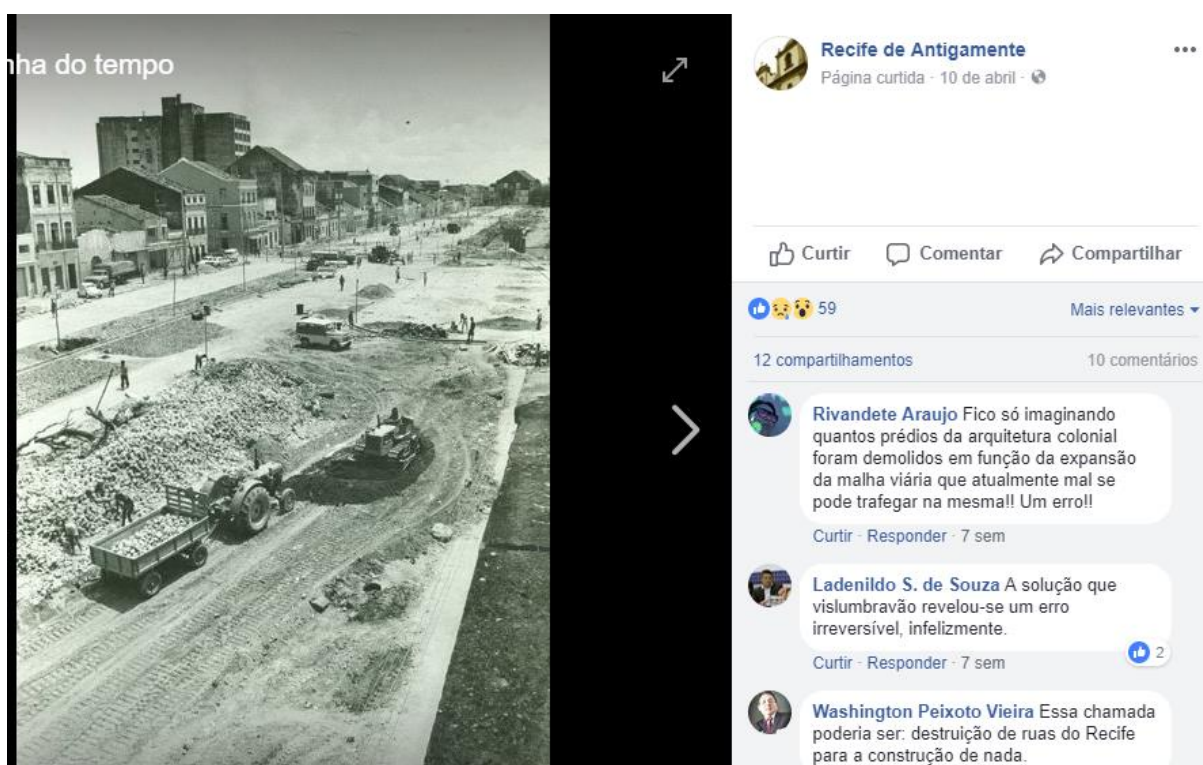 nha do tempo
Recife de Antigamente
Página curtida · 10 de abril ·
Curtir Comentar Compartilhar
59 Mais relevantes
12 compartilhamentos 10 comentários
Rivandete Araujo Fico só imaginando
quantos prédios da arquitetura colonial
foram demolidos em função da expansão
da malha viária que atualmente mal se
pode trafegar na mesma!! Um erro!!
Curtir · Responder · 7 sem
Ladenildo S. de Souza A solução que
vislumbravão revelou-se um erro
irreversível, infelizmente.
2
Curtir · Responder · 7 sem
Washington Peixoto Vieira Essa chamada
poderia ser: destruição de ruas do Recife
para a construção de nada.